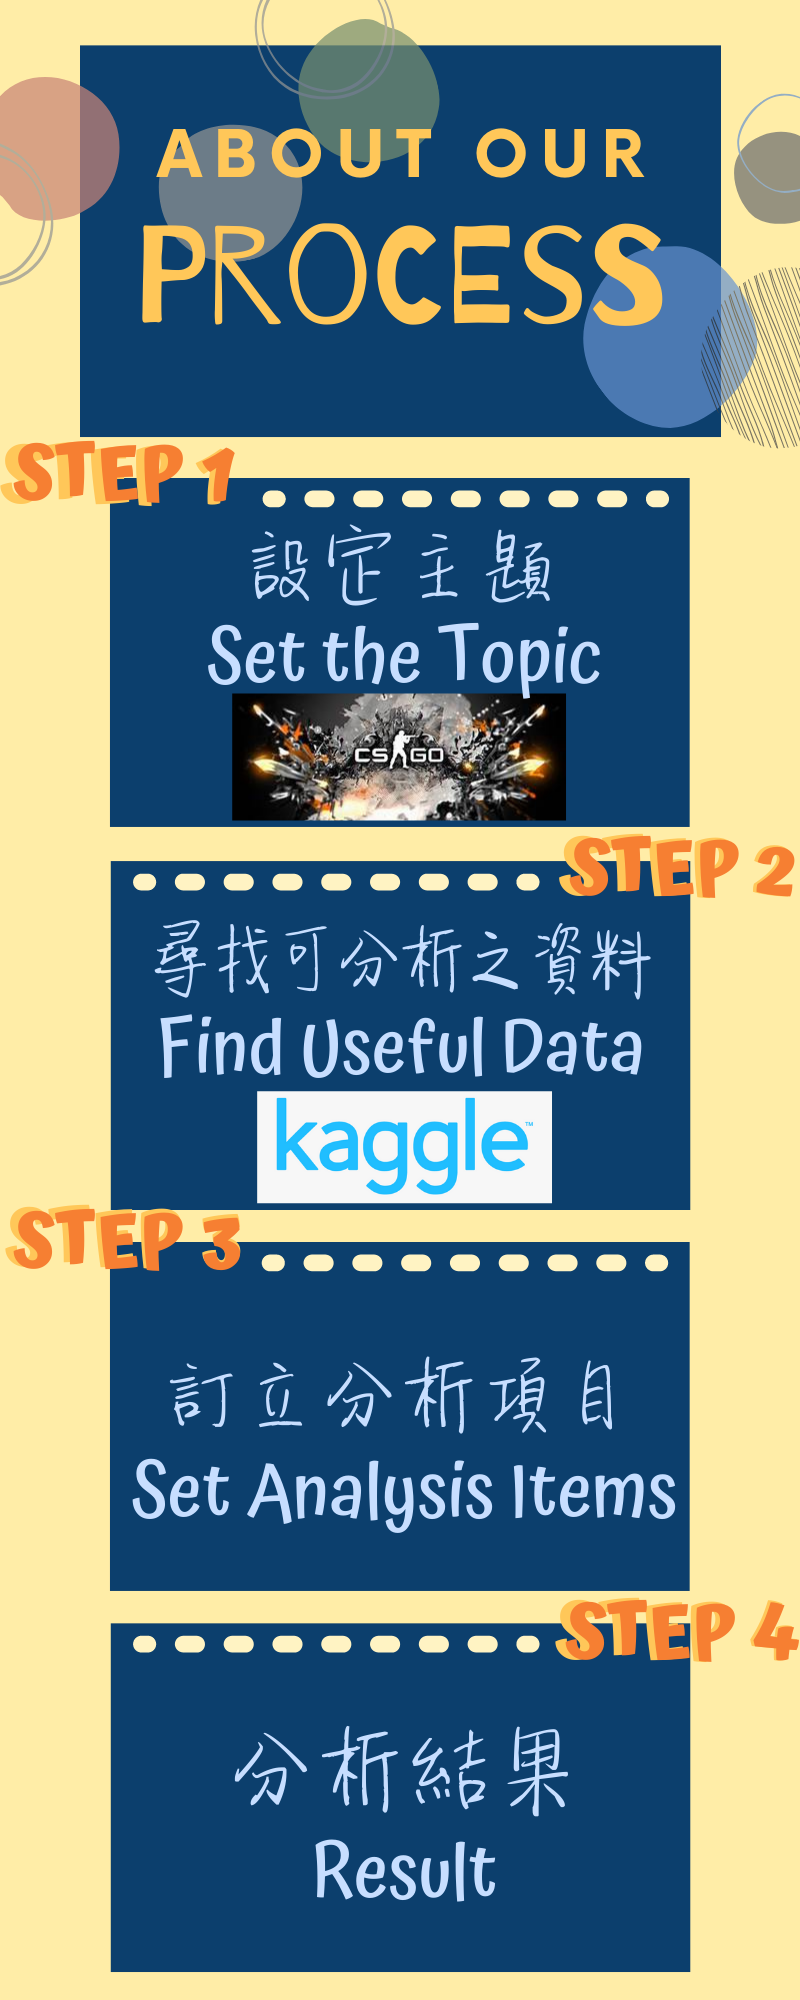 ABOUT OUR
PROCESS
STEP 1
設定主題
Set the Topic
CS GO
STEP 2
尋找可分析之資料
Find Useful Data
kaggle™
STEP 3
訂立分析項目
Set Analysis Items
STEP 4
分析結果
Result